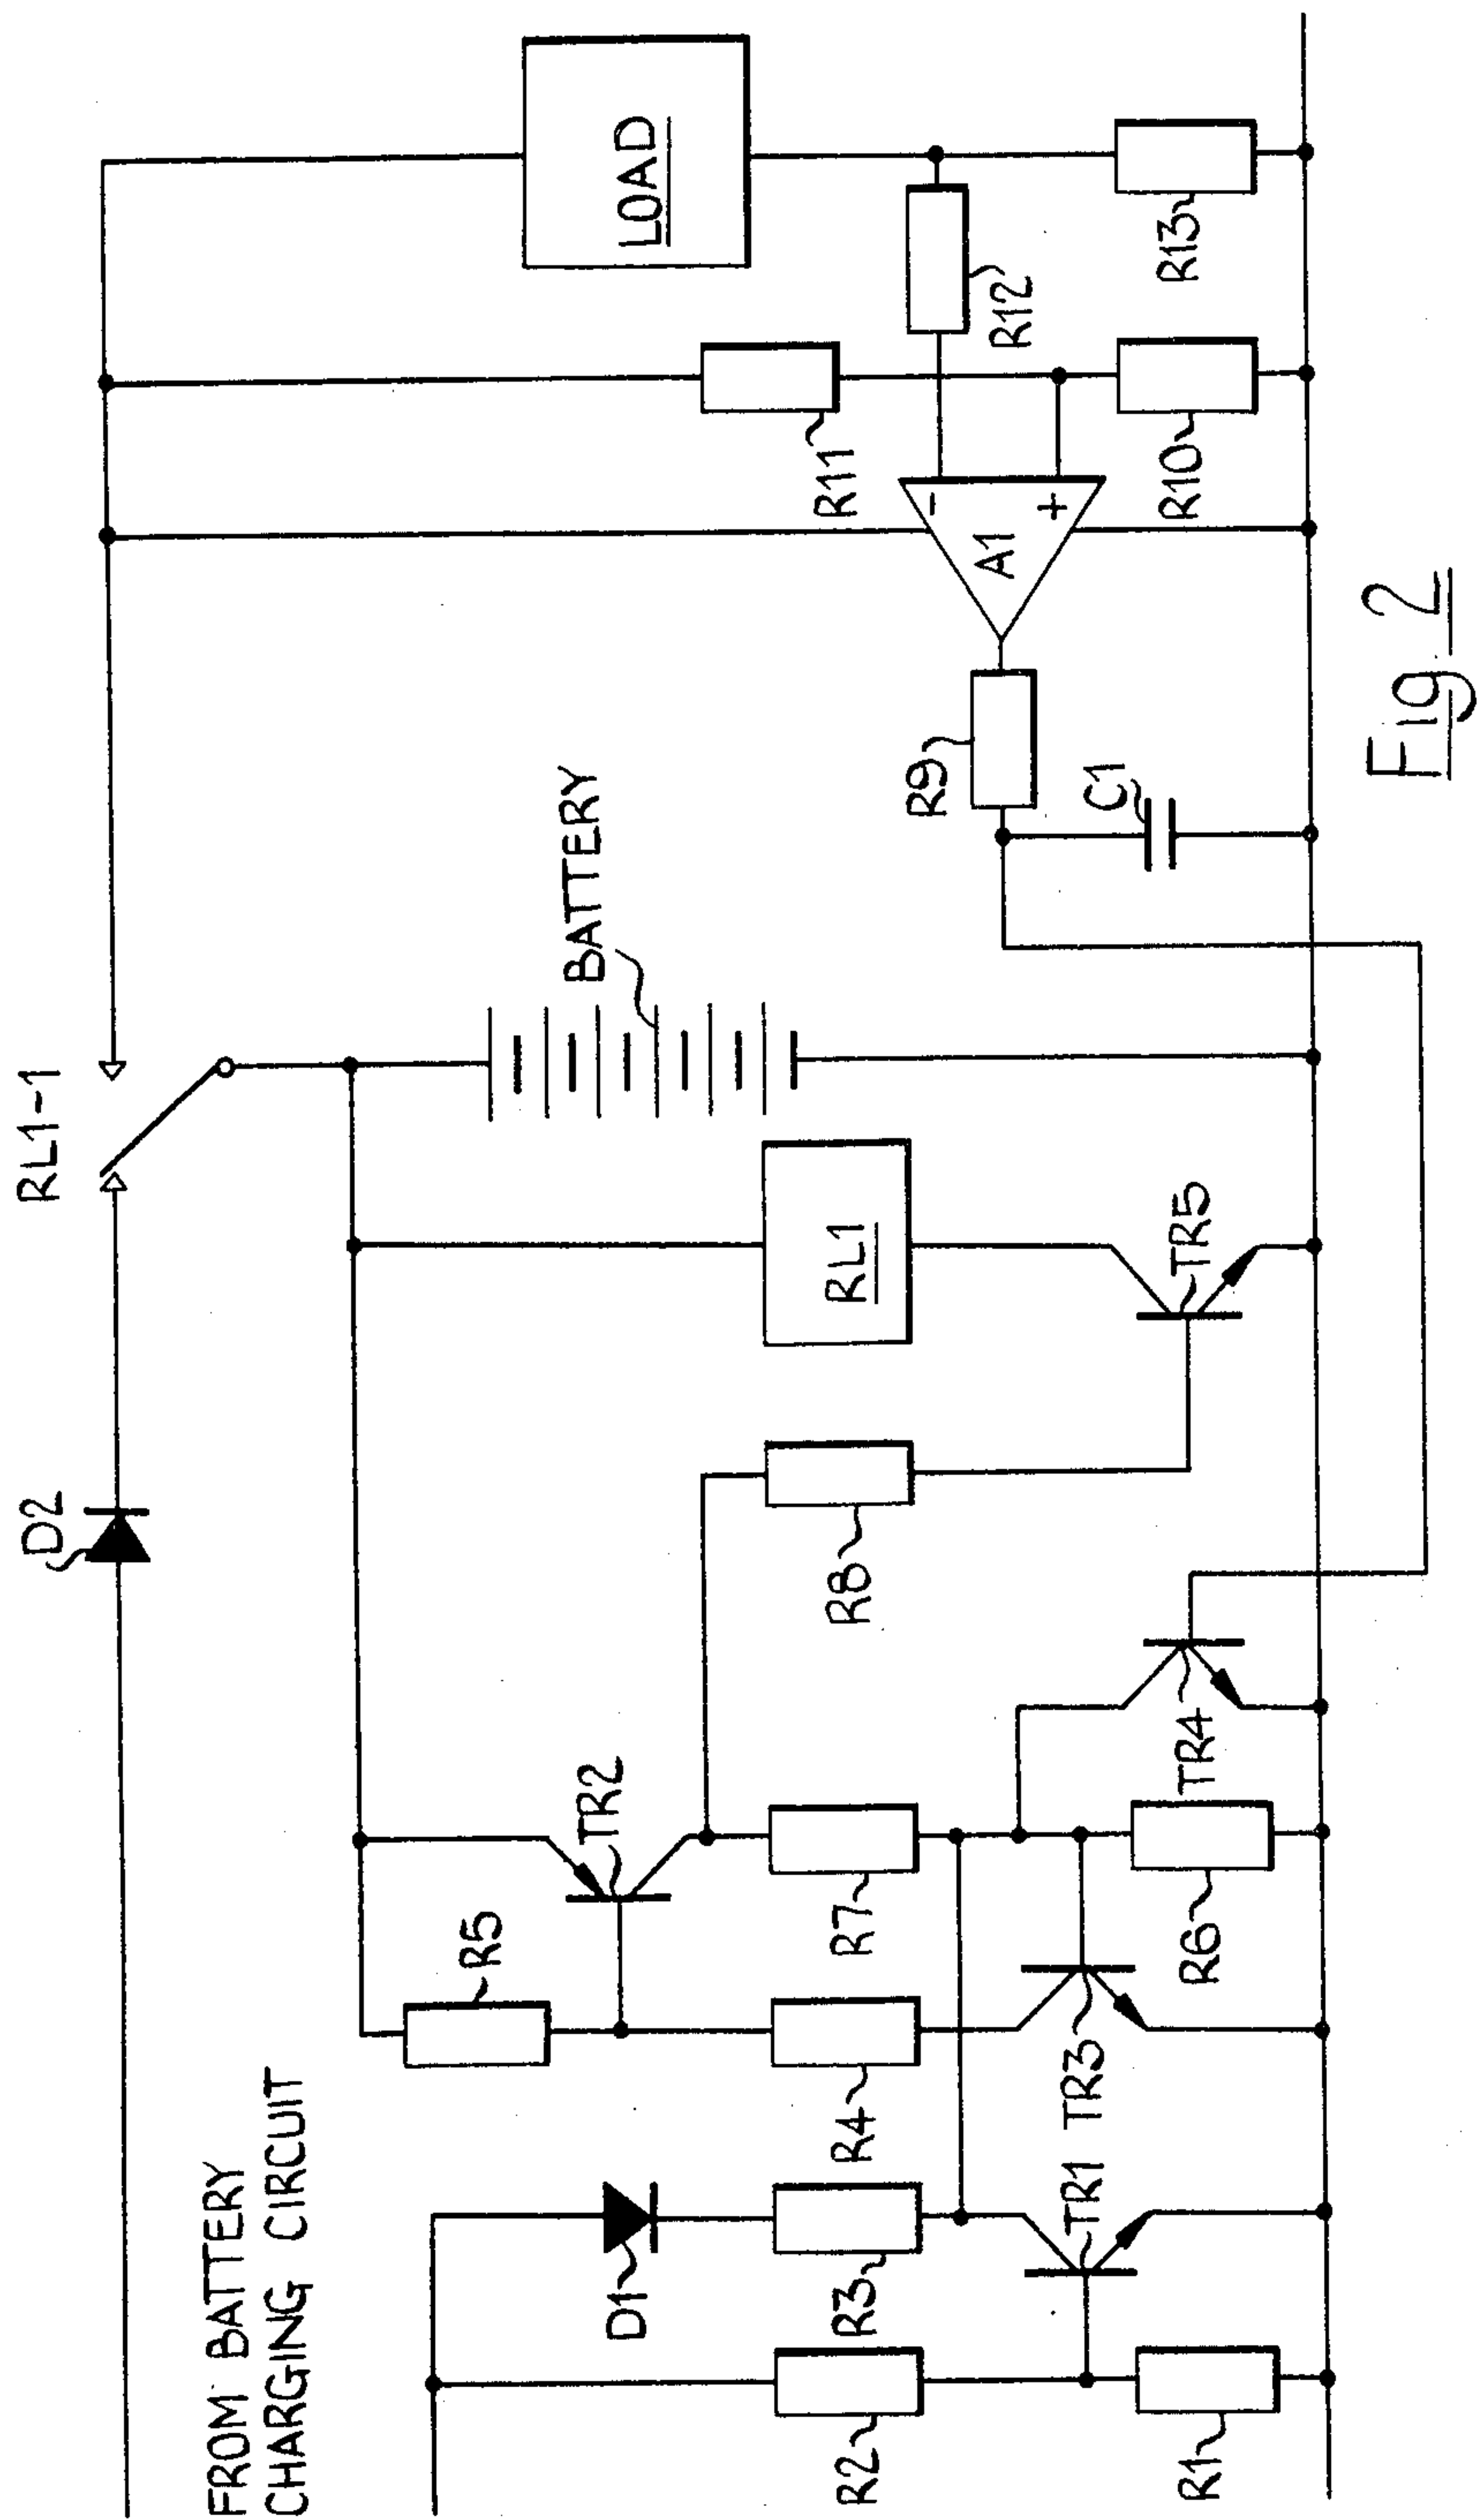 FROM BATTERY
CHARGING CIRCUIT
D2
RL1-1
R2
R1
D1
R3
TR1
R4
TR3
R5
TR2
R7
R6
TR4
R8
RL1
TR5
BATTERY
R9
C1
A1
-
+
R11
R10
R12
LOAD
R13
Fig. 2